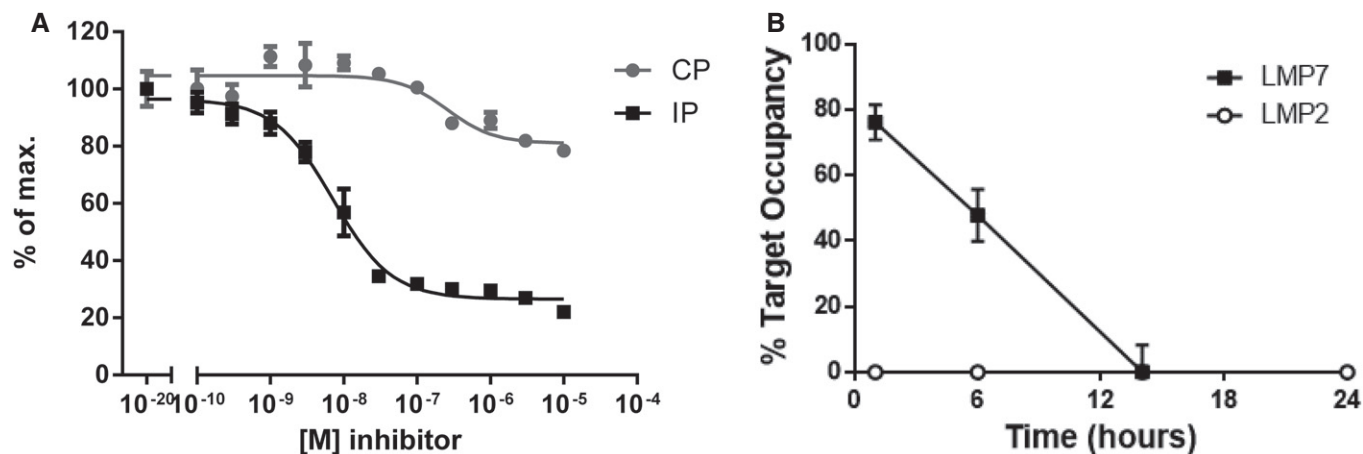 A
120
100
80
60
40
20
0
% of max.
10-20 10-10 10-9 10-8 10-7 10-6 10-5 10-4
[M] inhibitor
CP
IP
B
100
80
60
40
20
0
% Target Occupancy
0 6 12 18 24
Time (hours)
LMP7
LMP2